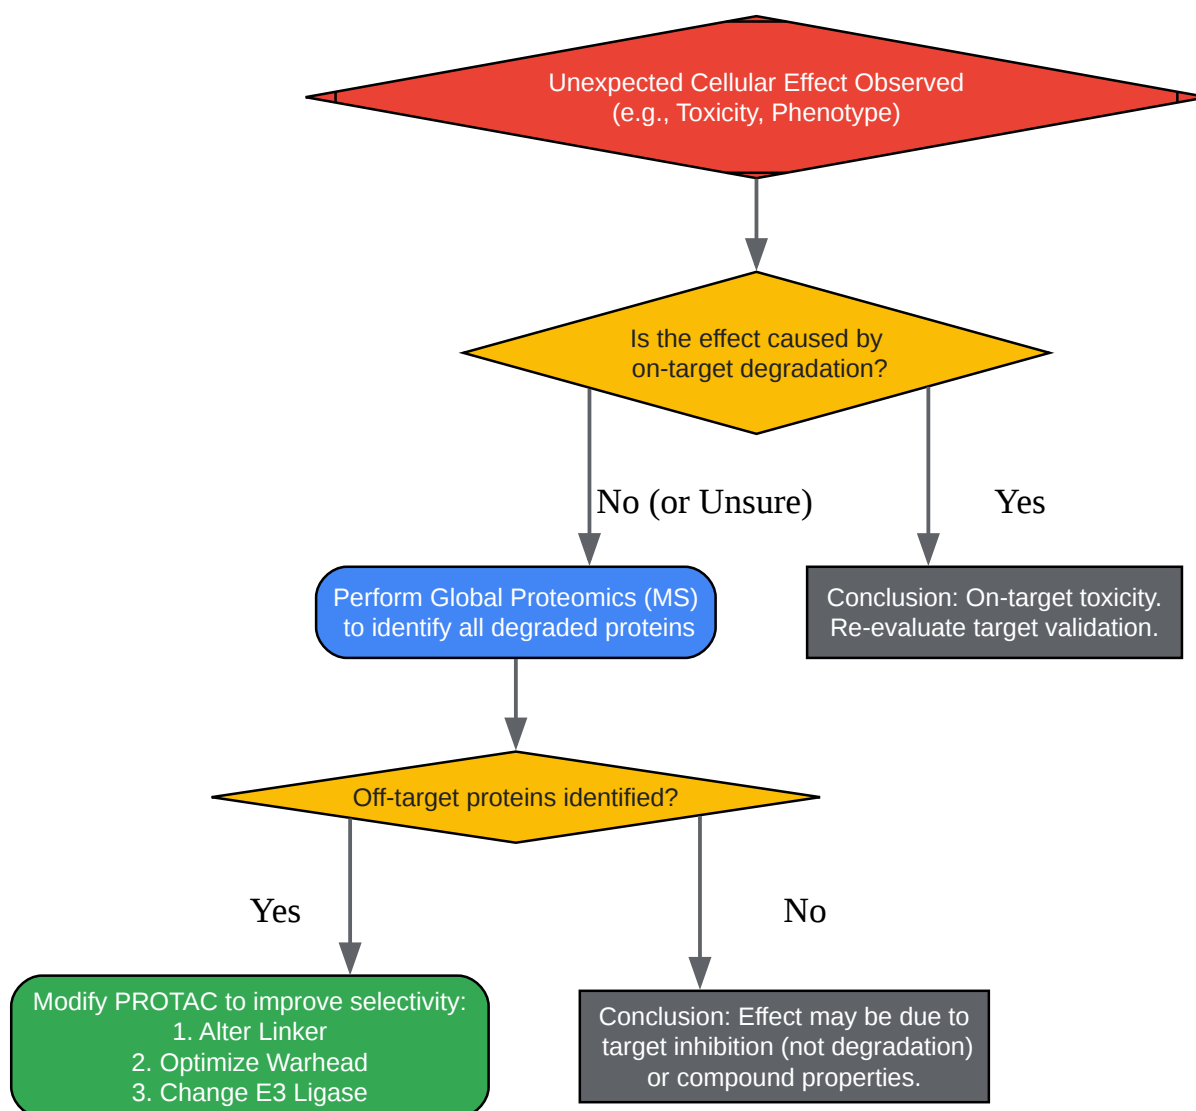 Unexpected Cellular Effect Observed
(e.g., Toxicity, Phenotype)
Is the effect caused by
on-target degradation?
No (or Unsure)
Yes
Perform Global Proteomics (MS)
to identify all degraded proteins
Conclusion: On-target toxicity.
Re-evaluate target validation.
Off-target proteins identified?
Yes
No
Modify PROTAC to improve selectivity:
1. Alter Linker
2. Optimize Warhead
3. Change E3 Ligase
Conclusion: Effect may be due to
target inhibition (not degradation)
or compound properties.